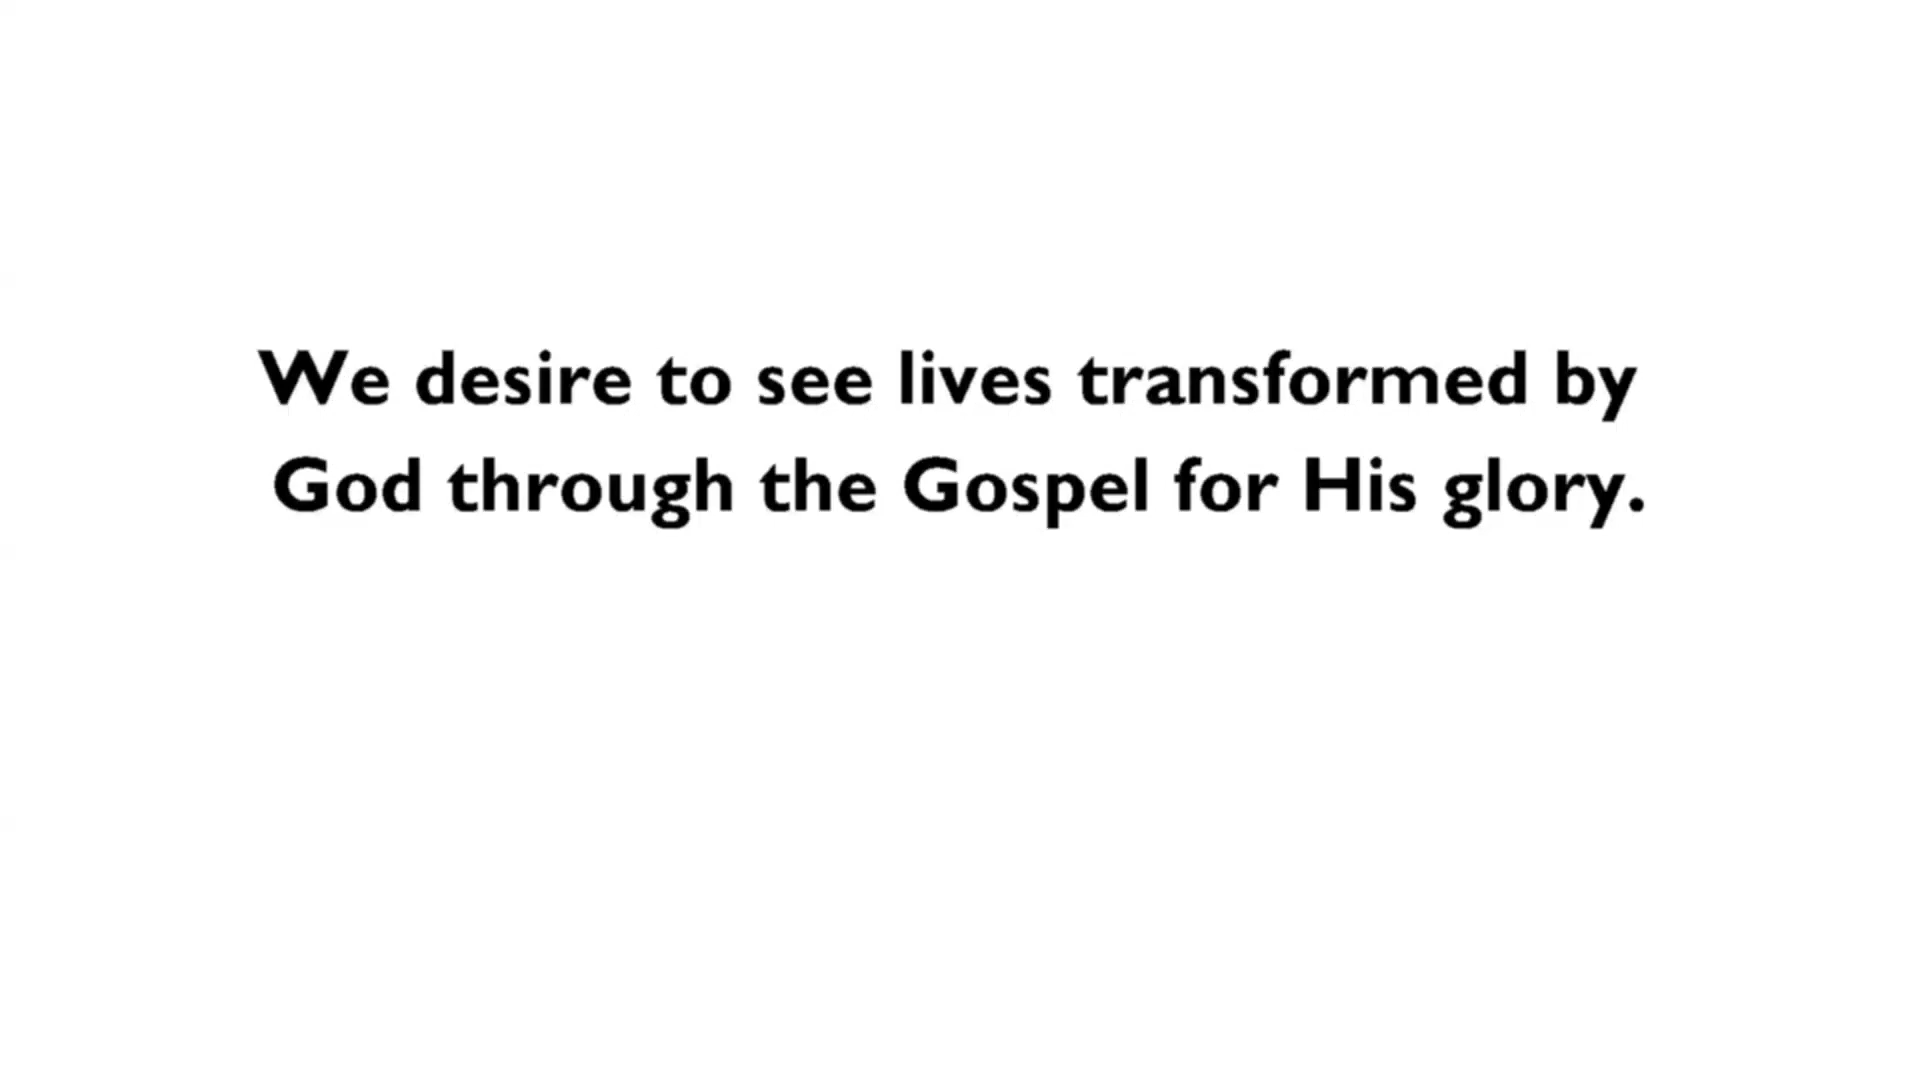 We desire to see lives transformed by
God through the Gospel for His glory.